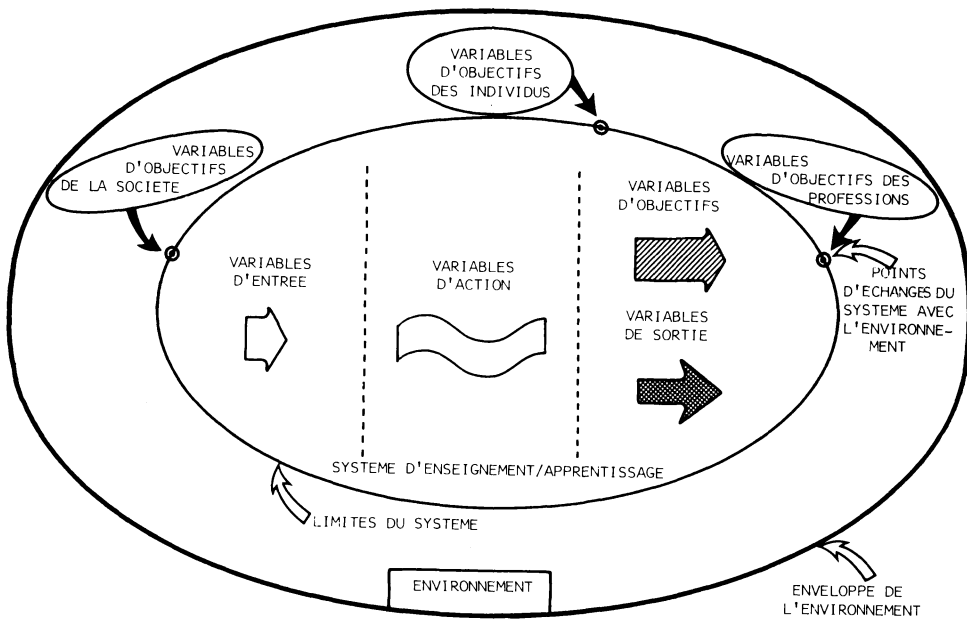 VARIABLES
D'OBJECTIFS
DES INDIVIDUS
VARIABLES
D'OBJECTIFS
DE LA SOCIETE
VARIABLES
D'OBJECTIFS DES
PROFESSIONS
VARIABLES
D'ENTREE
VARIABLES
D'ACTION
VARIABLES
D'OBJECTIFS
VARIABLES
DE SORTIE
POINTS
D'ECHANGES DU
SYSTEME AVEC
L'ENVIRONNE-
MENT
SYSTEME D'ENSEIGNEMENT/APPRENTISSAGE
LIMITES DU SYSTEME
ENVIRONNEMENT
ENVELOPPE DE
L'ENVIRONNEMENT